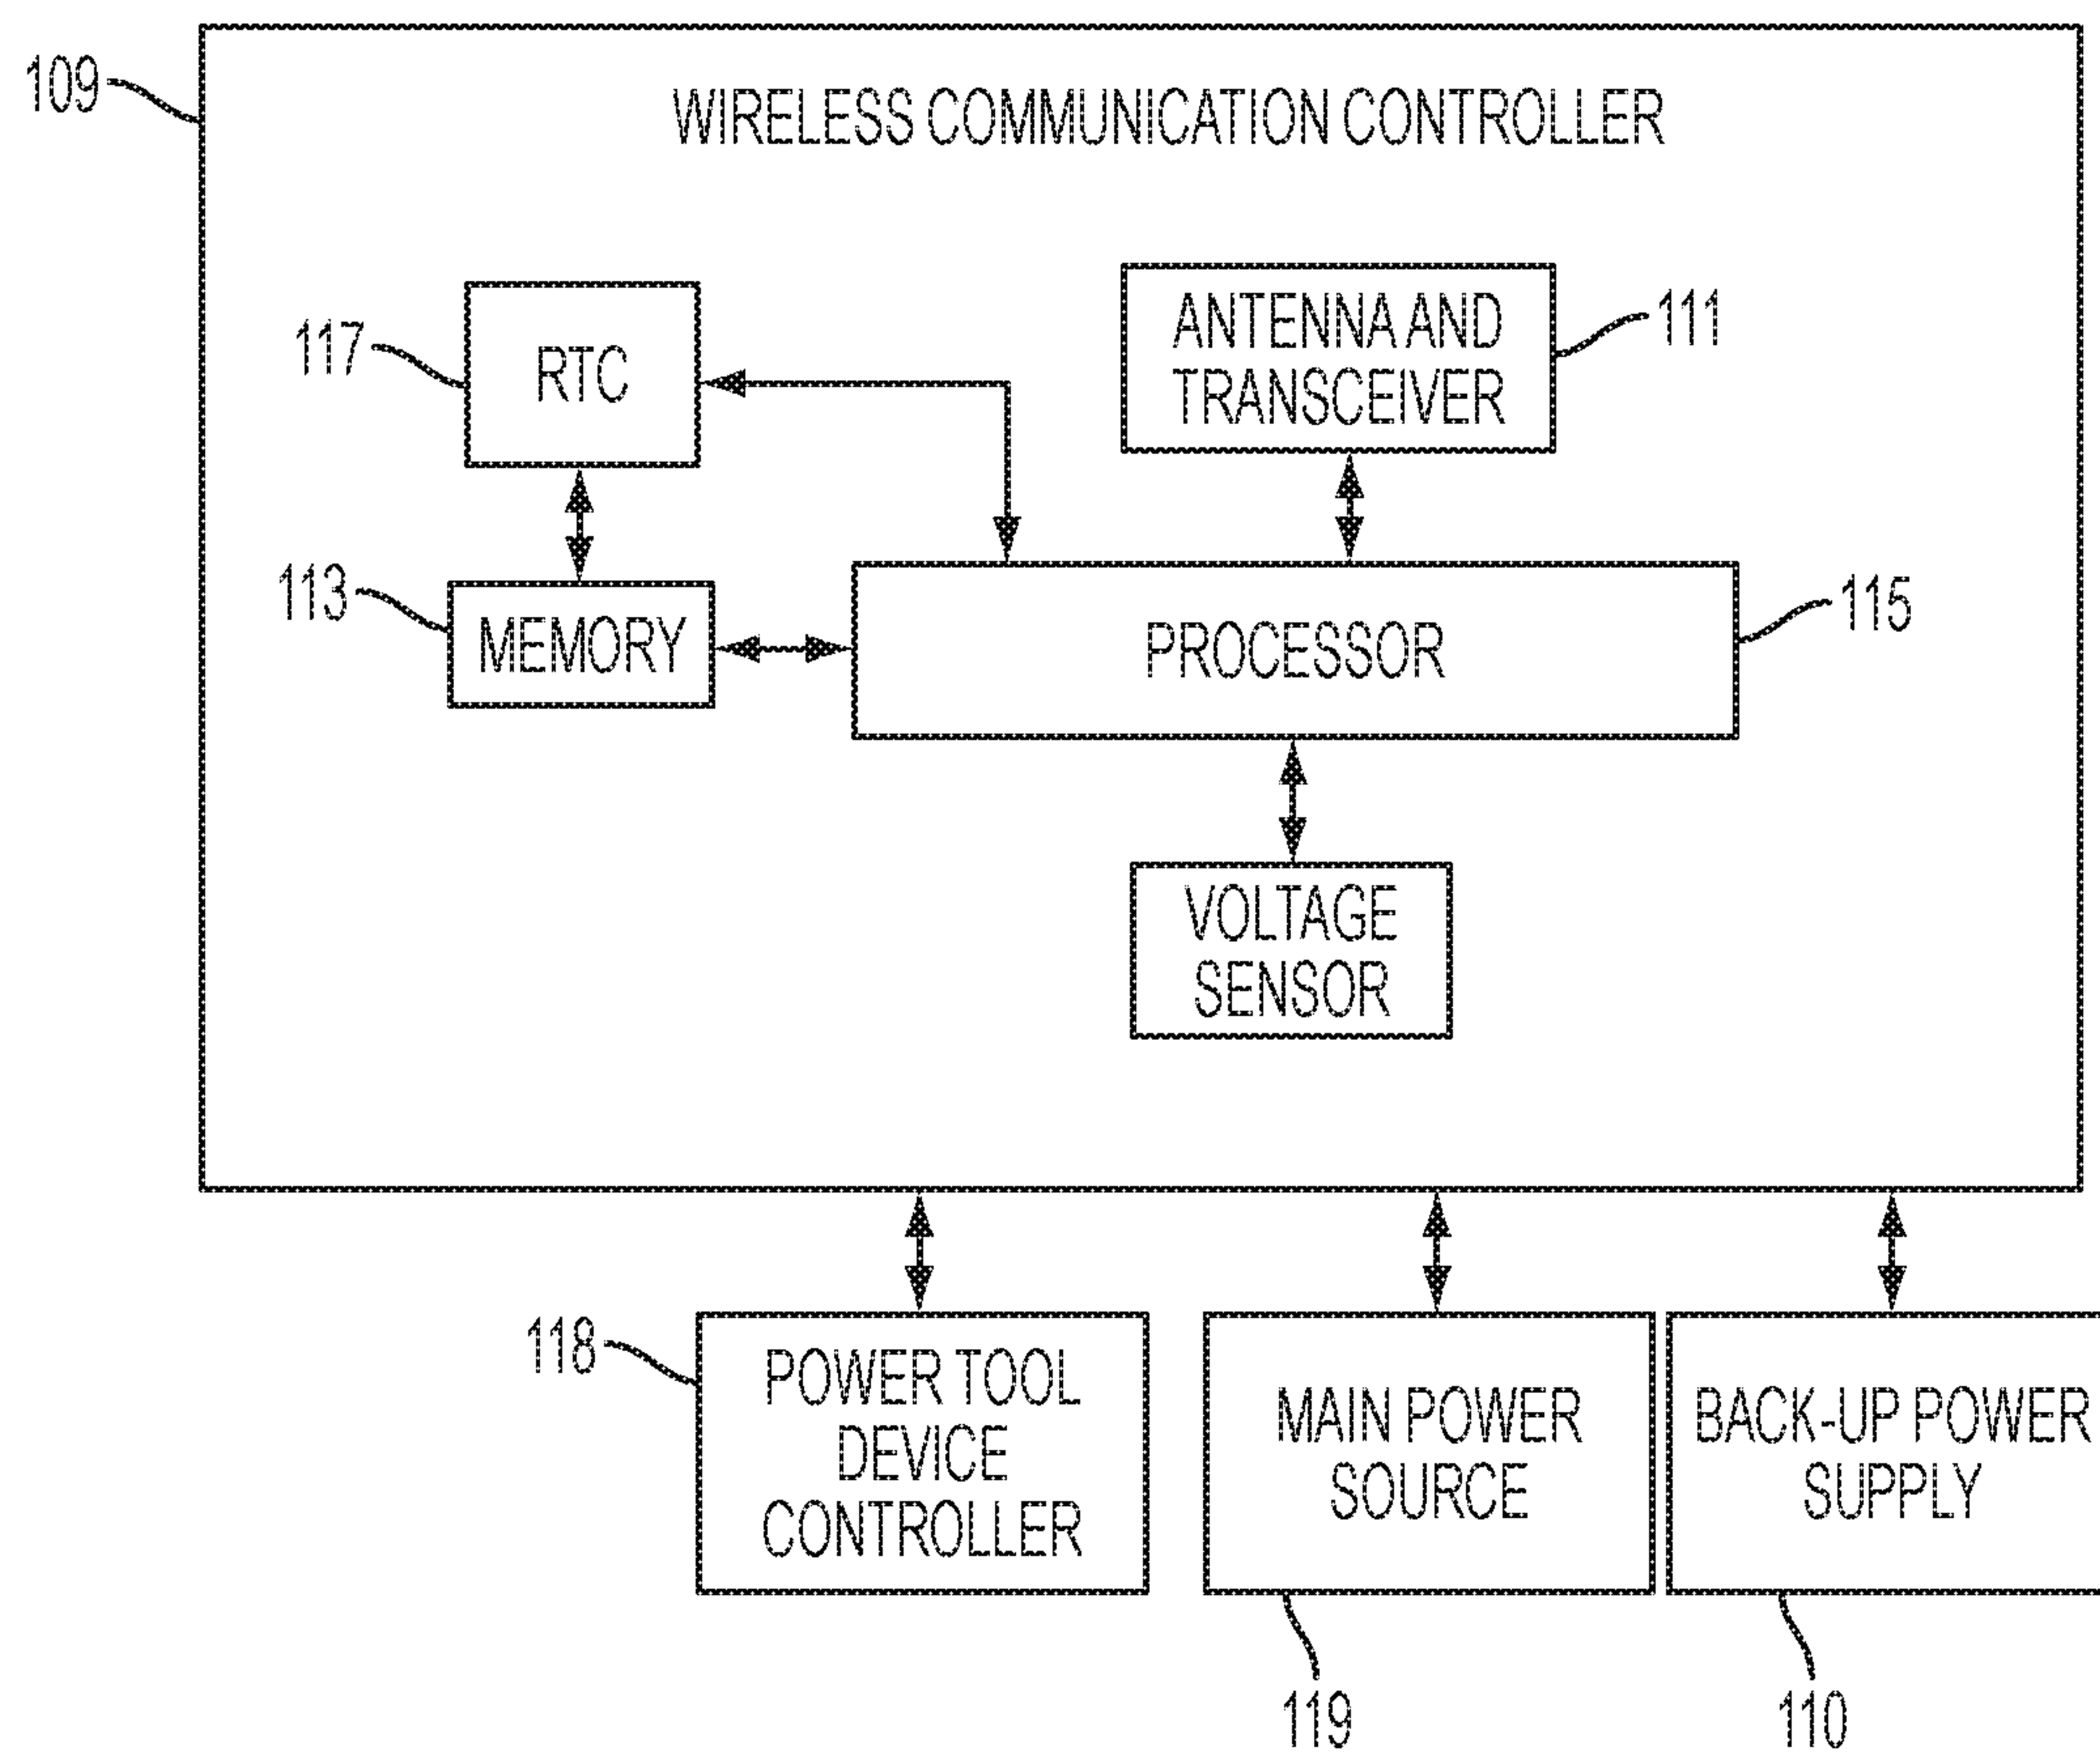 109
WIRELESS COMMUNICATION CONTROLLER
117
RTC
ANTENNA AND
TRANSCEIVER
111
113
MEMORY
PROCESSOR
115
VOLTAGE
SENSOR
118
POWER TOOL
DEVICE
CONTROLLER
MAIN POWER
SOURCE
BACK-UP POWER
SUPPLY
119
110